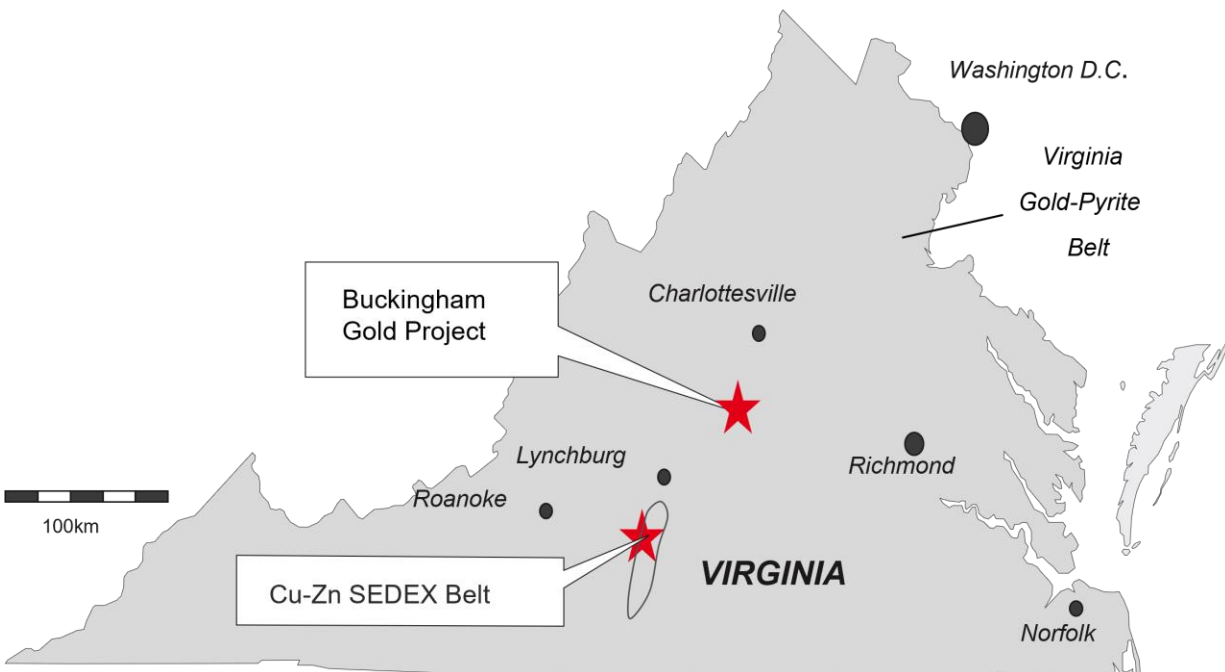 Washington D.C.
Virginia
Gold-Pyrite
Belt
Buckingham
Gold Project
Charlottesville
Lynchburg
Richmond
Roanoke
100km
VIRGINIA
Cu-Zn SEDEX Belt
Norfolk